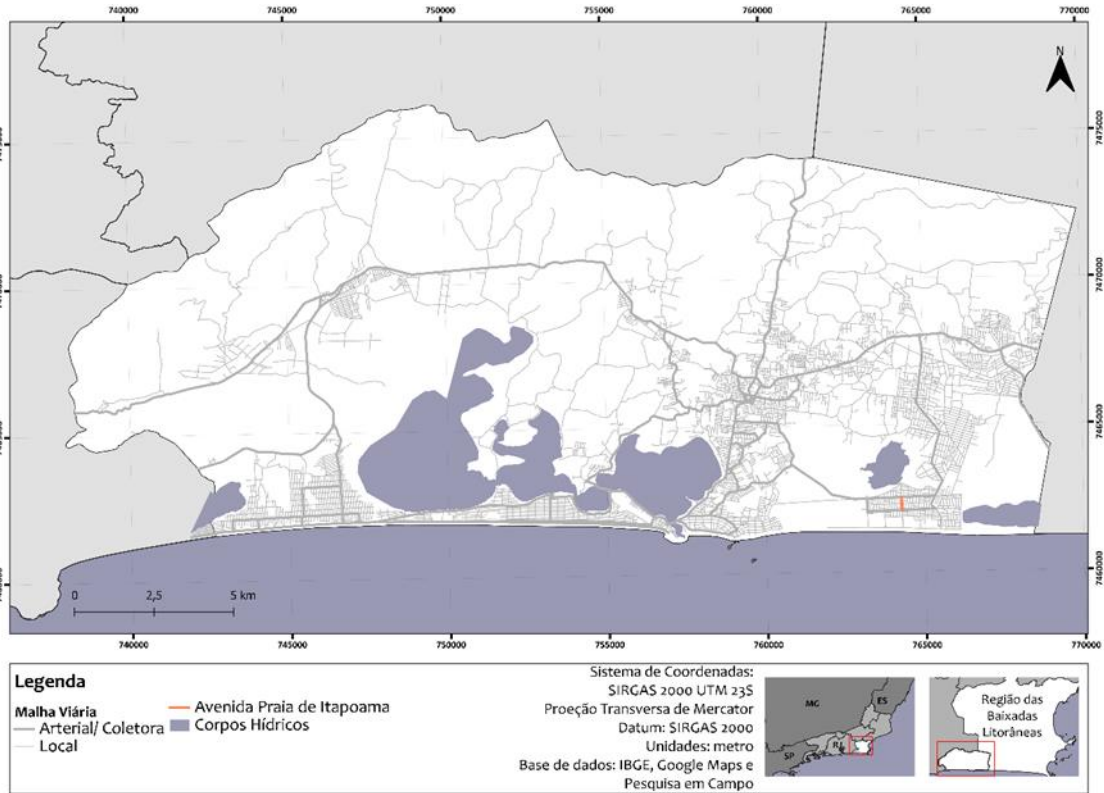 740000 745000 750000 755000 760000 765000 770000
N
7475000
7470000
7465000
7460000
0 2,5 5 km
740000 745000 750000 755000 760000 765000 770000
Legenda
Malha Viária
Arterial/ Coletora
Local
Avenida Praia de Itapoama
Corpos Hídricos
Sistema de Coordenadas:
SIRGAS 2000 UTM 23S
Proeção Transversa de Mercator
Datum: SIRGAS 2000
Unidades: metro
Base de dados: IBGE, Google Maps e
Pesquisa em Campo
MG
ES
RJ
SP
Região das
Baixadas
Litorâneas